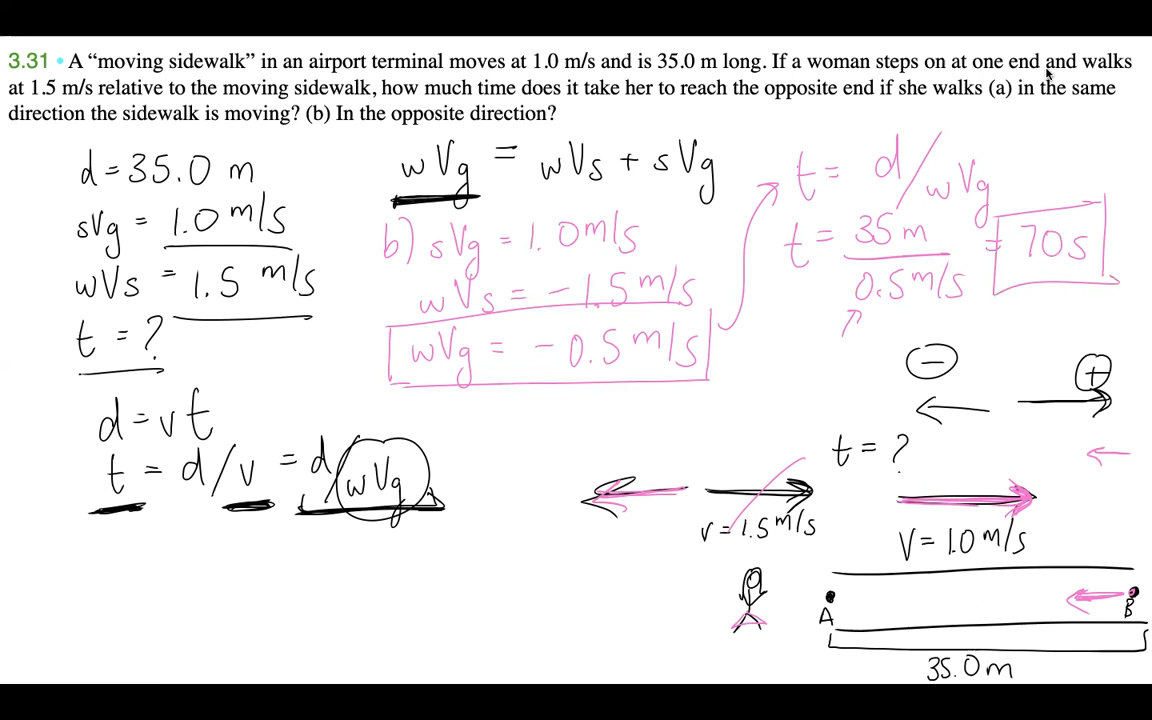 3.31 • A “moving sidewalk” in an airport terminal moves at 1.0 m/s and is 35.0 m long. If a woman steps on at one end and walks
at 1.5 m/s relative to the moving sidewalk, how much time does it take her to reach the opposite end if she walks (a) in the same
direction the sidewalk is moving? (b) In the opposite direction?
d = 35.0 m
sVg = 1.0 m/s
wVs = 1.5 m/s
t = ?
d = vt
t = d/v = d/wVg
wVg = wVs + sVg
b) sVg = 1.0 m/s
wVs = -1.5 m/s
wVg = -0.5 m/s
t = d/wVg
t = 35 m / 0.5 m/s = 70 s
- +
t = ?
v = 1.5 m/s
V = 1.0 m/s
A B
35.0 m